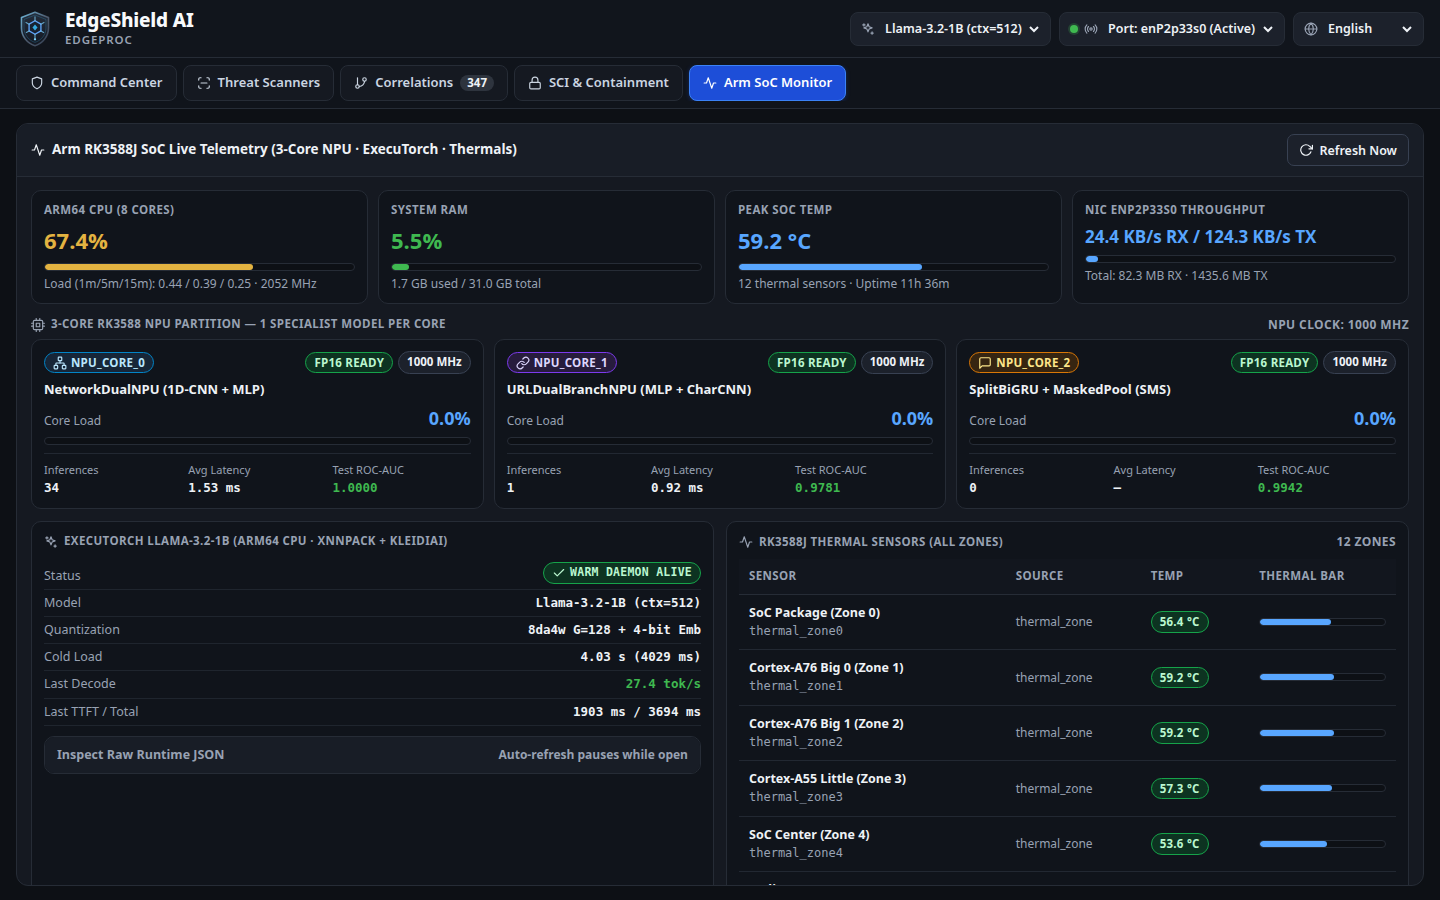 EdgeShield AI
EDGEPROC
Llama-3.2-1B (ctx=512)
Port: enP2p33s0 (Active)
English
Command Center
Threat Scanners
Correlations 347
SCI & Containment
Arm SoC Monitor
Arm RK3588J SoC Live Telemetry (3-Core NPU · ExecuTorch · Thermals)
Refresh Now
ARM64 CPU (8 CORES)
67.4%
Load (1m/5m/15m): 0.44 / 0.39 / 0.25 · 2052 MHz
SYSTEM RAM
5.5%
1.7 GB used / 31.0 GB total
PEAK SOC TEMP
59.2 °C
12 thermal sensors · Uptime 11h 36m
NIC ENP2P33S0 THROUGHPUT
24.4 KB/s RX / 124.3 KB/s TX
Total: 82.3 MB RX · 1435.6 MB TX
3-CORE RK3588 NPU PARTITION — 1 SPECIALIST MODEL PER CORE
NPU CLOCK: 1000 MHZ
NPU_CORE_0 FP16 READY 1000 MHz
NetworkDualNPU (1D-CNN + MLP)
Core Load 0.0%
Inferences Avg Latency Test ROC-AUC
34 1.53 ms 1.0000
NPU_CORE_1 FP16 READY 1000 MHz
URLDualBranchNPU (MLP + CharCNN)
Core Load 0.0%
Inferences Avg Latency Test ROC-AUC
1 0.92 ms 0.9781
NPU_CORE_2 FP16 READY 1000 MHz
SplitBiGRU + MaskedPool (SMS)
Core Load 0.0%
Inferences Avg Latency Test ROC-AUC
0 — 0.9942
EXECUTORCH LLAMA-3.2-1B (ARM64 CPU · XNNPACK + KLEIDIAI)
Status WARM DAEMON ALIVE
Model Llama-3.2-1B (ctx=512)
Quantization 8da4w G=128 + 4-bit Emb
Cold Load 4.03 s (4029 ms)
Last Decode 27.4 tok/s
Last TTFT / Total 1903 ms / 3694 ms
Inspect Raw Runtime JSON Auto-refresh pauses while open
RK3588J THERMAL SENSORS (ALL ZONES) 12 ZONES
SENSOR SOURCE TEMP THERMAL BAR
SoC Package (Zone 0)
thermal_zone0 thermal_zone 56.4 °C
Cortex-A76 Big 0 (Zone 1)
thermal_zone1 thermal_zone 59.2 °C
Cortex-A76 Big 1 (Zone 2)
thermal_zone2 thermal_zone 59.2 °C
Cortex-A55 Little (Zone 3)
thermal_zone3 thermal_zone 57.3 °C
SoC Center (Zone 4)
thermal_zone4 thermal_zone 53.6 °C